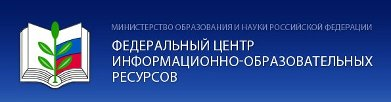 МИНИСТЕРСТВО ОБРАЗОВАНИЯ И НАУКИ РОССИЙСКОЙ ФЕДЕРАЦИИ
ФЕДЕРАЛЬНЫЙ ЦЕНТР
ИНФОРМАЦИОННО-ОБРАЗОВАТЕЛЬНЫХ
РЕСУРСОВ